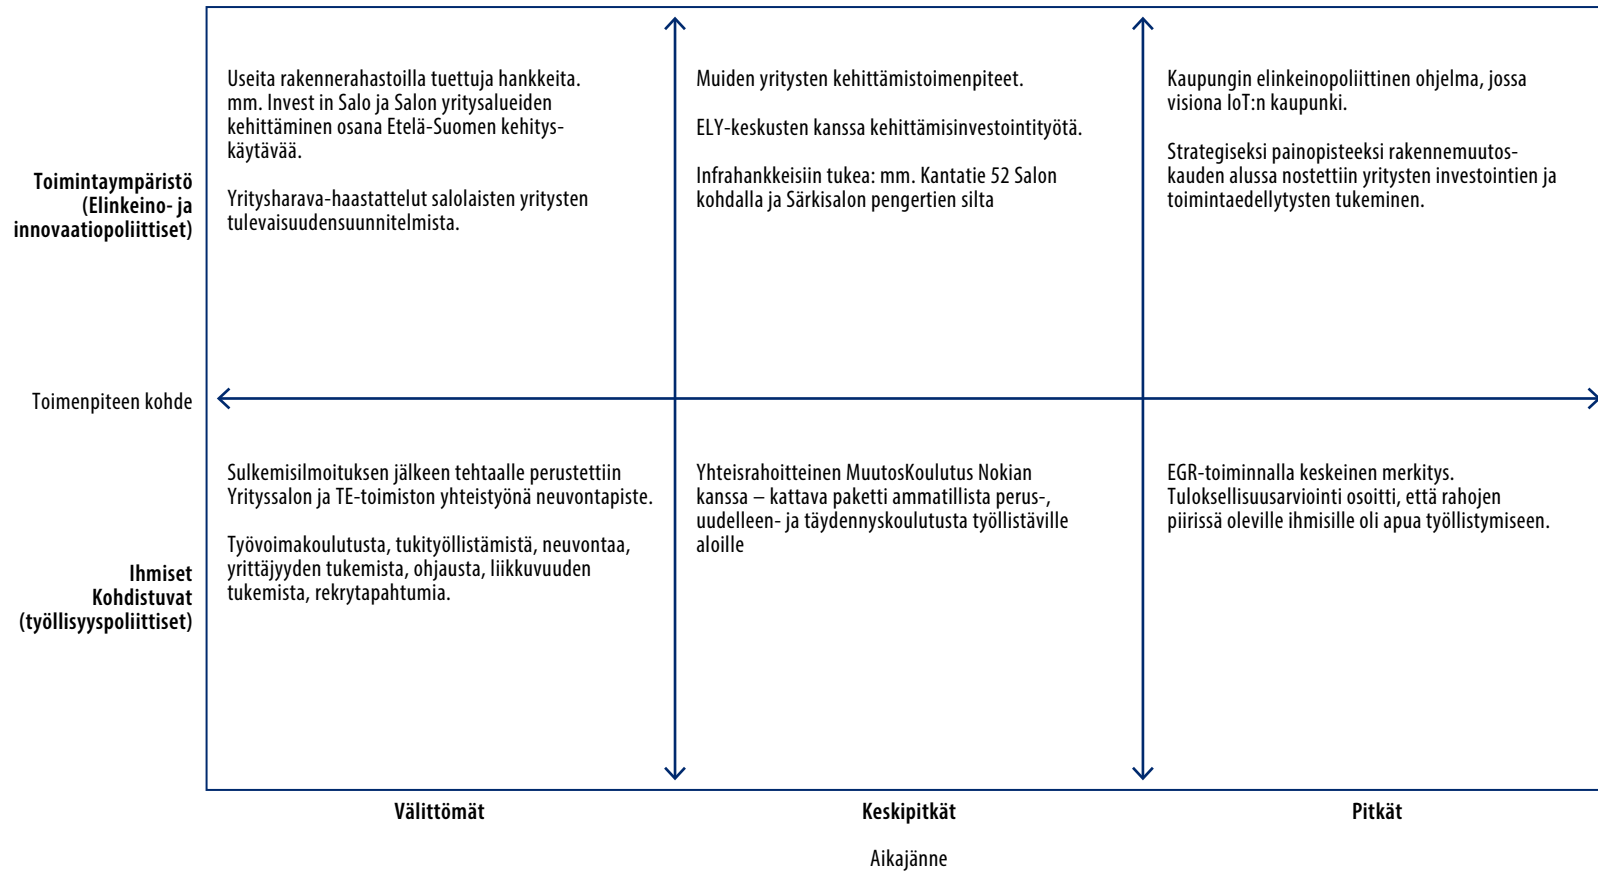 Toimintaympäristö
(Elinkeino- ja
innovaatiopoliittiset)
Useita rakennerahastoilla tuettuja hankkeita.
mm. Invest in Salo ja Salon yritysalueiden
kehittäminen osana Etelä-Suomen kehitys-
käytävää.
Yritysharava-haastattelut salolaisten yritysten
tulevaisuudensuunnitelmista.
Muiden yritysten kehittämistoimenpiteet.
ELY-keskusten kanssa kehittämisinvestointityötä.
Infrahankkeisiin tukea: mm. Kantatie 52 Salon
kohdalla ja Särkisalon pengertien silta
Kaupungin elinkeinopoliittinen ohjelma, jossa
visiona IoT:n kaupunki.
Strategiseksi painopisteeksi rakennemuutos-
kauden alussa nostettiin yritysten investointien ja
toimintaedellytysten tukeminen.
Toimenpiteen kohde
Ihmiset
Kohdistuvat
(työllisyyspoliittiset)
Sulkemisilmoituksen jälkeen tehtaalle perustettiin
Yrityssalon ja TE-toimiston yhteistyönä neuvontapiste.
Työvoimakoulutusta, tukityöllistämistä, neuvontaa,
yrittäjyyden tukemista, ohjausta, liikkuvuuden
tukemista, rekrytapahtumia.
Yhteisrahoitteinen MuutosKoulutus Nokian
kanssa – kattava paketti ammatillista perus-,
uudelleen- ja täydennyskoulutusta työllistäville
aloille
EGR-toiminnalla keskeinen merkitys.
Tuloksellisuusarviointi osoitti, että rahojen
piirissä oleville ihmisille oli apua työllistymiseen.
Välittömät
Keskipitkät
Pitkät
Aikajänne